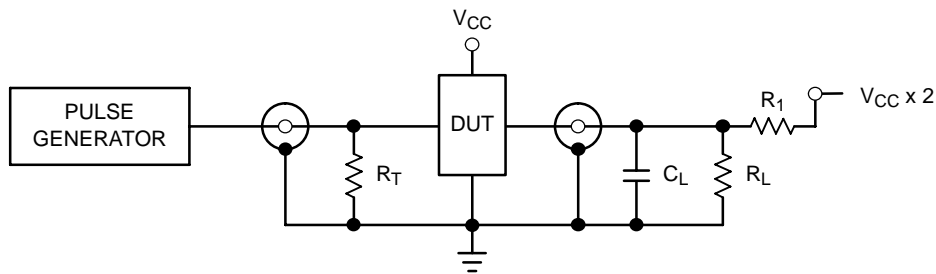 VCC
PULSE
GENERATOR
DUT
R1
VCC x 2
RT
CL
RL